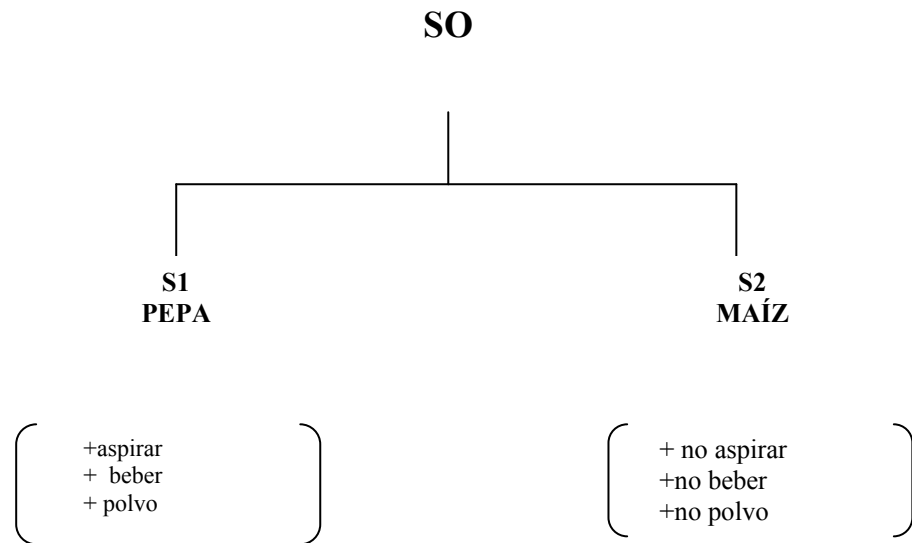 SO
S1
PEPA
S2
MAÍZ
+aspirar
+ beber
+ polvo
+ no aspirar
+no beber
+no polvo